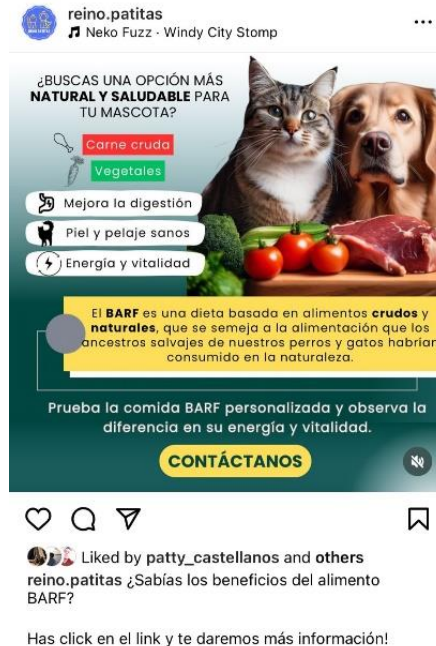 reino.patitas
Neko Fuzz · Windy City Stomp
¿BUSCAS UNA OPCIÓN MÁS
NATURAL Y SALUDABLE PARA
TU MASCOTA?
Carne cruda
Vegetales
Mejora la digestión
Piel y pelaje sanos
Energía y vitalidad
El BARF es una dieta basada en alimentos crudos y
naturales, que se semeja a la alimentación que los
ancestros salvajes de nuestros perros y gatos habrían
consumido en la naturaleza.
Prueba la comida BARF personalizada y observa la
diferencia en su energía y vitalidad.
CONTÁCTANOS
Liked by patty_castellanos and others
reino.patitas ¿Sabías los beneficios del alimento
BARF?
Has click en el link y te daremos más información!